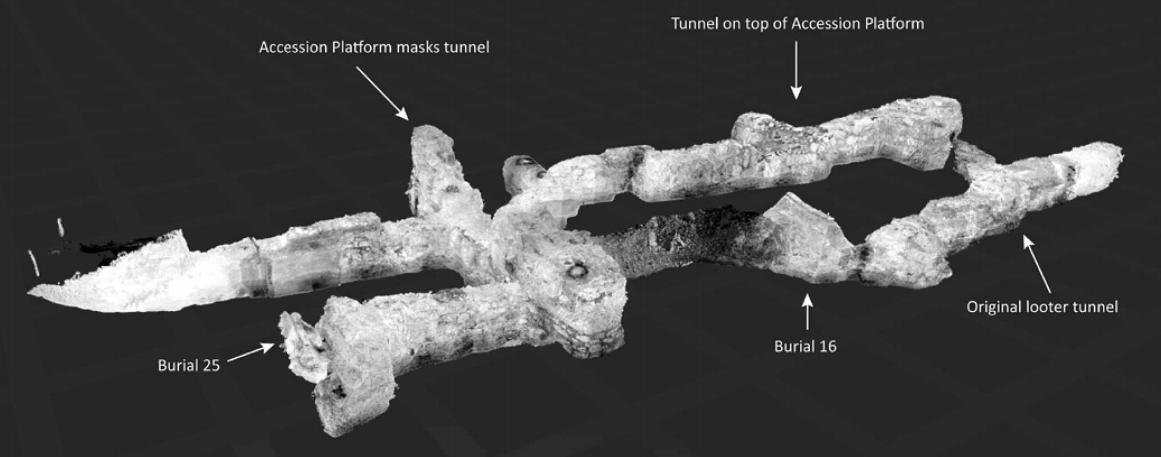 Tunnel on top of Accession Platform
Accession Platform masks tunnel
Original looter tunnel
Burial 16
Burial 25